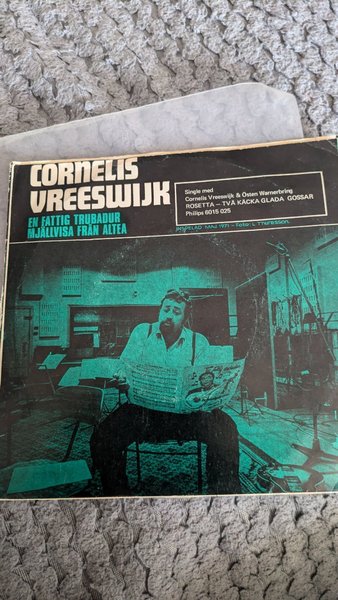 CORNELIS
VREESWIJK
EN FATTIG TRUBADUR
MJÄLLVISA FRÅN ALTEA
Single med
Cornelis Vreeswijk & Östen Warnerbring
ROSETTA – TVÅ KÄCKA GLADA GOSSAR
Philips 6015 025
INSPELAD MAJ 1971 – Foto: L Thuresson